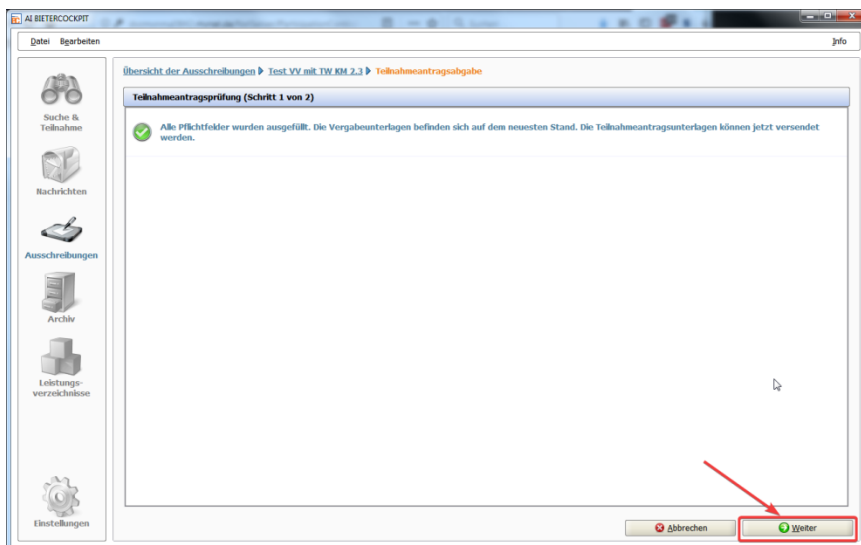 AI BIETERCOCKPIT
Datei Bearbeiten Info
Übersicht der Ausschreibungen Test VV mit TW KM 2.3 Teilnahmeantragsabgabe
Teilnahmeantragsprüfung (Schritt 1 von 2)
Alle Pflichtfelder wurden ausgefüllt. Die Vergabeunterlagen befinden sich auf dem neuesten Stand. Die Teilnahmeantragsunterlagen können jetzt versendet
werden.
Suche &
Teilnahme
Nachrichten
Ausschreibungen
Archiv
Leistungs-
verzeichnisse
Einstellungen
Abbrechen Weiter